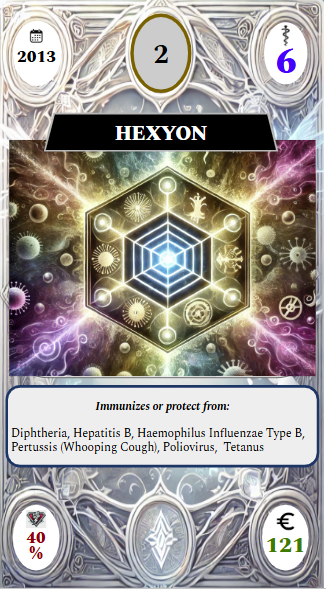 2013
2
6
HEXYON
Immunizes or protect from:
Diphtheria, Hepatitis B, Haemophilus Influenzae Type B,
Pertussis (Whooping Cough), Poliovirus, Tetanus
40
%
€
121